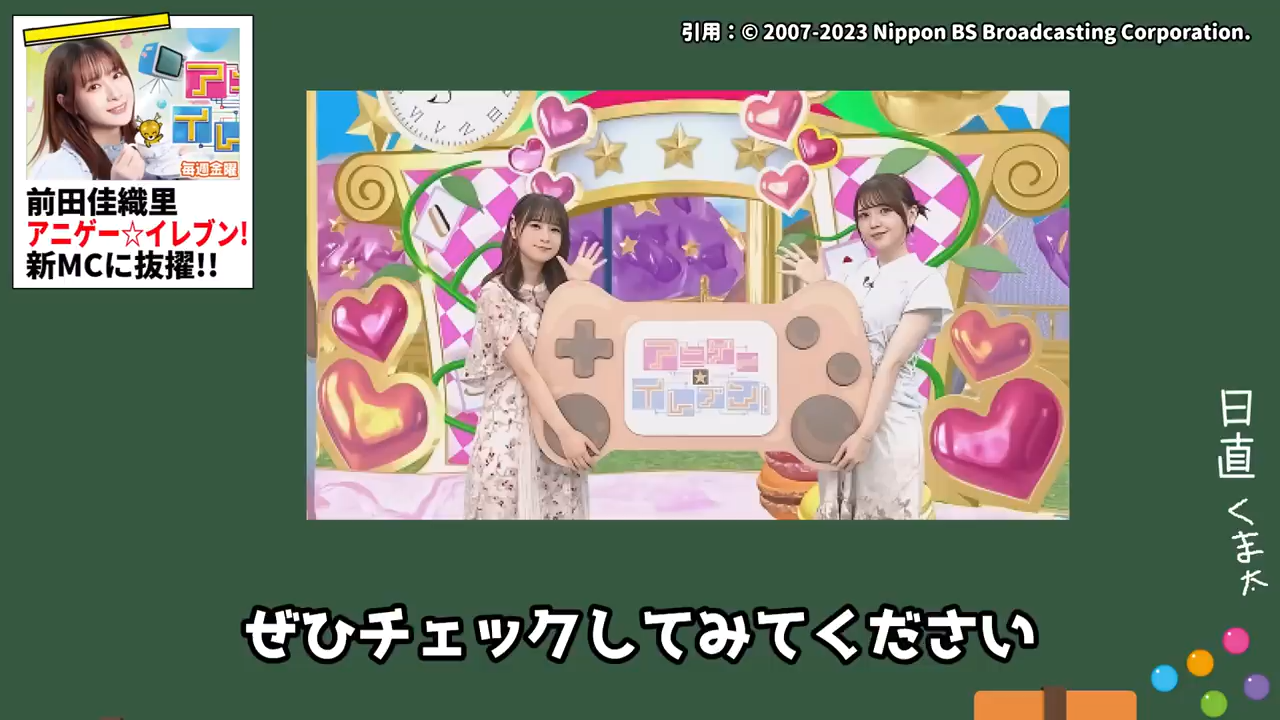 引用：© 2007-2023 Nippon BS Broadcasting Corporation.
毎週金曜
前田佳織里
アニゲー☆イレブン!
新MCに抜擢!!
アニゲー
★
イレブン!
日直
くま太
ぜひチェックしてみてください